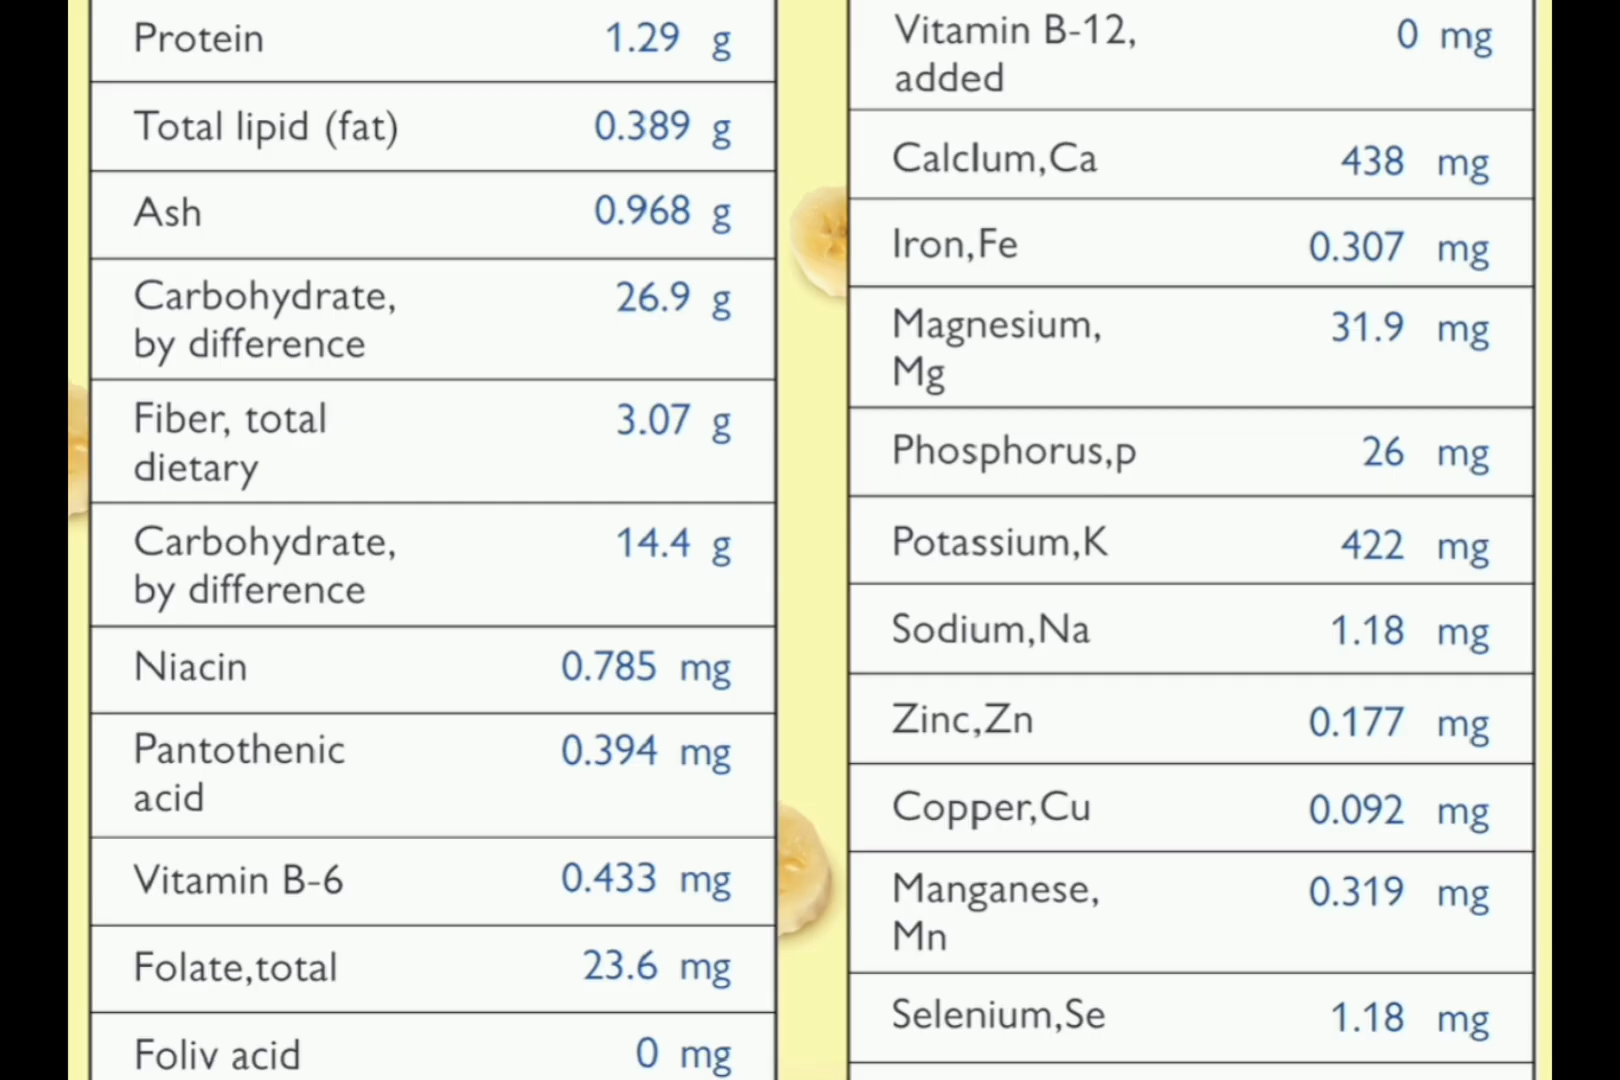 Protein 1.29 g
Total lipid (fat) 0.389 g
Ash 0.968 g
Carbohydrate, 26.9 g
by difference
Fiber, total 3.07 g
dietary
Carbohydrate, 14.4 g
by difference
Niacin 0.785 mg
Pantothenic 0.394 mg
acid
Vitamin B-6 0.433 mg
Folate,total 23.6 mg
Foliv acid 0 mg
Vitamin B-12, 0 mg
added
Calclum,Ca 438 mg
Iron,Fe 0.307 mg
Magnesium, 31.9 mg
Mg
Phosphorus,p 26 mg
Potassium,K 422 mg
Sodium,Na 1.18 mg
Zinc,Zn 0.177 mg
Copper,Cu 0.092 mg
Manganese, 0.319 mg
Mn
Selenium,Se 1.18 mg